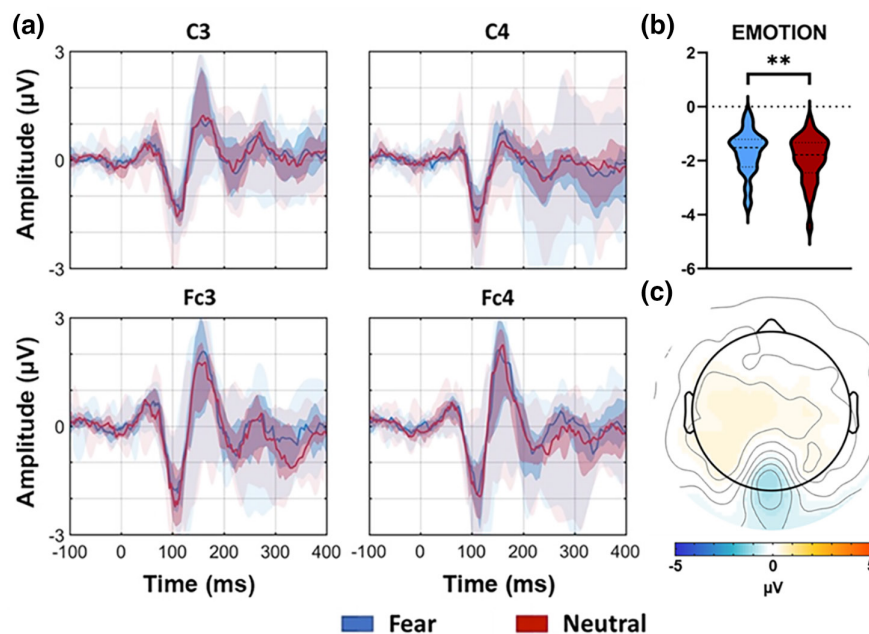 (a)
C3
C4
Amplitude (µV)
3
0
-3
Fc3
Fc4
Amplitude (µV)
3
0
-3
-100 0 100 200 300 400
-100 0 100 200 300 400
Time (ms)
Time (ms)
Fear
Neutral
(b)
EMOTION
**
2
0
-2
-4
-6
(c)
-5 0 5
µV